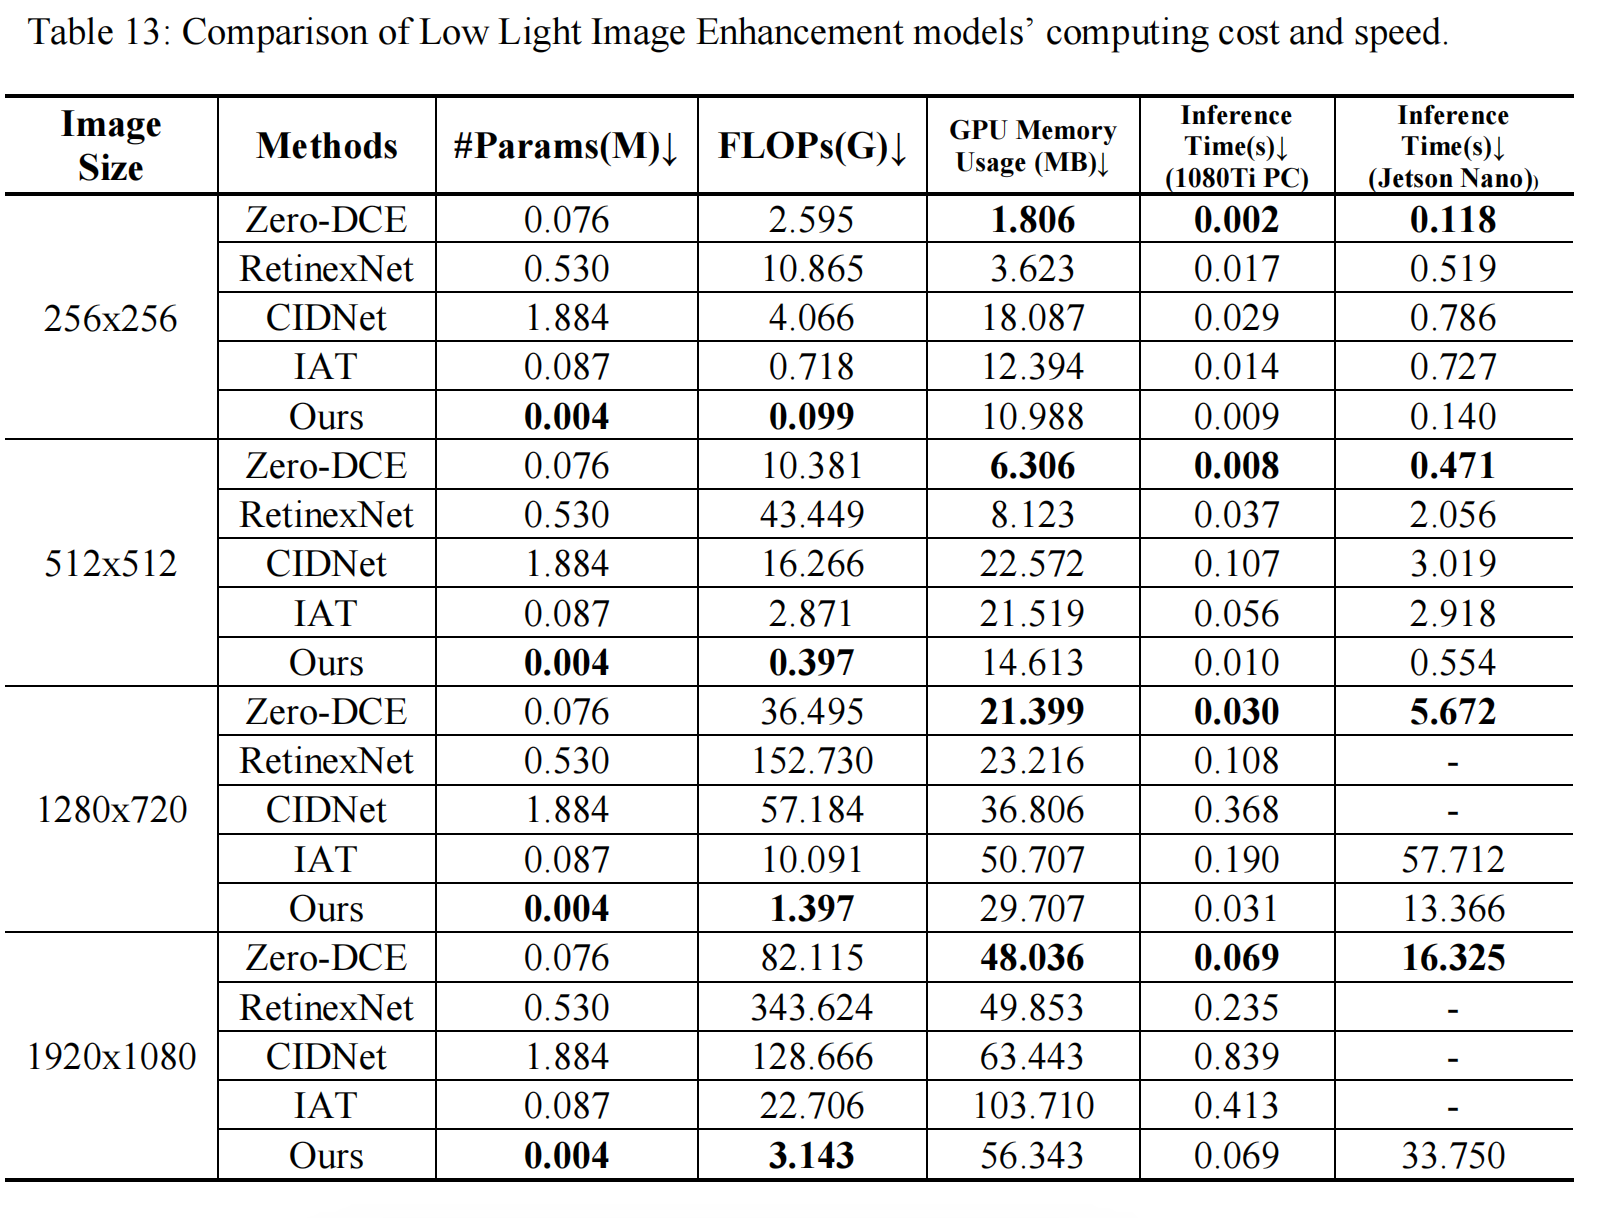 Table 13: Comparison of Low Light Image Enhancement models’ computing cost and speed.
Image Size | Methods | #Params(M)↓ | FLOPs(G)↓ | GPU Memory Usage (MB)↓ | Inference Time(s)↓ (1080Ti PC) | Inference Time(s)↓ (Jetson Nano))
256x256 | Zero-DCE | 0.076 | 2.595 | 1.806 | 0.002 | 0.118
RetinexNet | 0.530 | 10.865 | 3.623 | 0.017 | 0.519
CIDNet | 1.884 | 4.066 | 18.087 | 0.029 | 0.786
IAT | 0.087 | 0.718 | 12.394 | 0.014 | 0.727
Ours | 0.004 | 0.099 | 10.988 | 0.009 | 0.140
512x512 | Zero-DCE | 0.076 | 10.381 | 6.306 | 0.008 | 0.471
RetinexNet | 0.530 | 43.449 | 8.123 | 0.037 | 2.056
CIDNet | 1.884 | 16.266 | 22.572 | 0.107 | 3.019
IAT | 0.087 | 2.871 | 21.519 | 0.056 | 2.918
Ours | 0.004 | 0.397 | 14.613 | 0.010 | 0.554
1280x720 | Zero-DCE | 0.076 | 36.495 | 21.399 | 0.030 | 5.672
RetinexNet | 0.530 | 152.730 | 23.216 | 0.108 | -
CIDNet | 1.884 | 57.184 | 36.806 | 0.368 | -
IAT | 0.087 | 10.091 | 50.707 | 0.190 | 57.712
Ours | 0.004 | 1.397 | 29.707 | 0.031 | 13.366
1920x1080 | Zero-DCE | 0.076 | 82.115 | 48.036 | 0.069 | 16.325
RetinexNet | 0.530 | 343.624 | 49.853 | 0.235 | -
CIDNet | 1.884 | 128.666 | 63.443 | 0.839 | -
IAT | 0.087 | 22.706 | 103.710 | 0.413 | -
Ours | 0.004 | 3.143 | 56.343 | 0.069 | 33.750